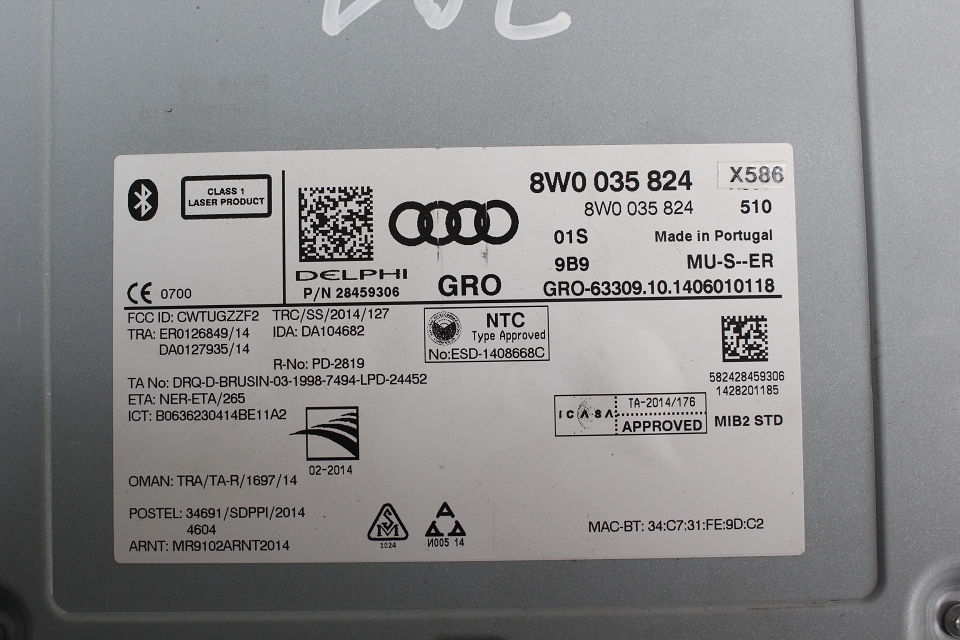 CLASS 1
LASER PRODUCT
8W0 035 824 X586
8W0 035 824 510
01S Made in Portugal
9B9 MU-S--ER
DELPHI
P/N 28459306
GRO
GRO-63309.10.1406010118
CE 0700
FCC ID: CWTUGZZF2 TRC/SS/2014/127
TRA: ER0126849/14 IDA: DA104682
DA0127935/14
R-No: PD-2819
TA No: DRQ-D-BRUSIN-03-1998-7494-LPD-24452
ETA: NER-ETA/265
ICT: B0636230414BE11A2
NTC
Type Approved
No:ESD-1408668C
582428459306
1428201185
ICASA
TA-2014/176
APPROVED
MIB2 STD
02-2014
OMAN: TRA/TA-R/1697/14
POSTEL: 34691/SDPPI/2014
4604
ARNT: MR9102ARNT2014
SM
1024
И005 14
MAC-BT: 34:C7:31:FE:9D:C2